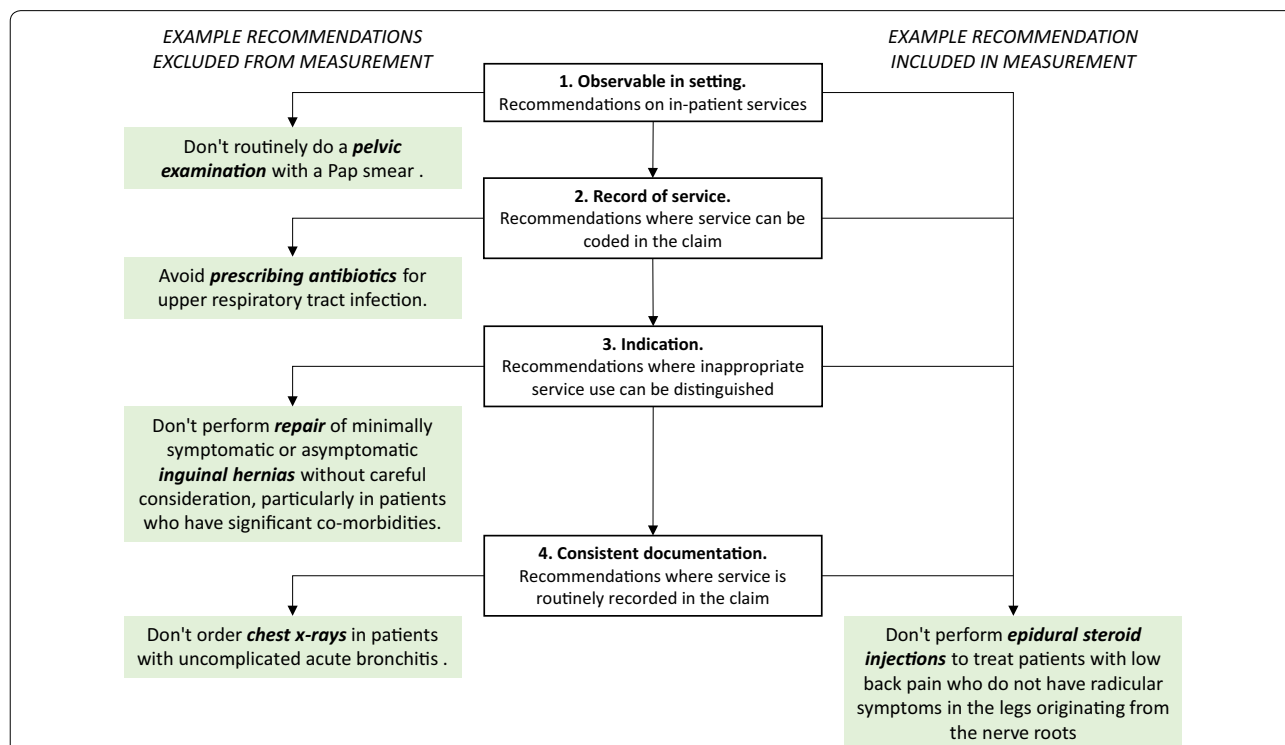 EXAMPLE RECOMMENDATIONS
EXCLUDED FROM MEASUREMENT
EXAMPLE RECOMMENDATION
INCLUDED IN MEASUREMENT
1. Observable in setting.
Recommendations on in-patient services
Don't routinely do a pelvic
examination with a Pap smear .
2. Record of service.
Recommendations where service can be
coded in the claim
Avoid prescribing antibiotics for
upper respiratory tract infection.
3. Indication.
Recommendations where inappropriate
service use can be distinguished
Don't perform repair of minimally
symptomatic or asymptomatic
inguinal hernias without careful
consideration, particularly in patients
who have significant co-morbidities.
4. Consistent documentation.
Recommendations where service is
routinely recorded in the claim
Don't order chest x-rays in patients
with uncomplicated acute bronchitis .
Don't perform epidural steroid
injections to treat patients with low
back pain who do not have radicular
symptoms in the legs originating from
the nerve roots